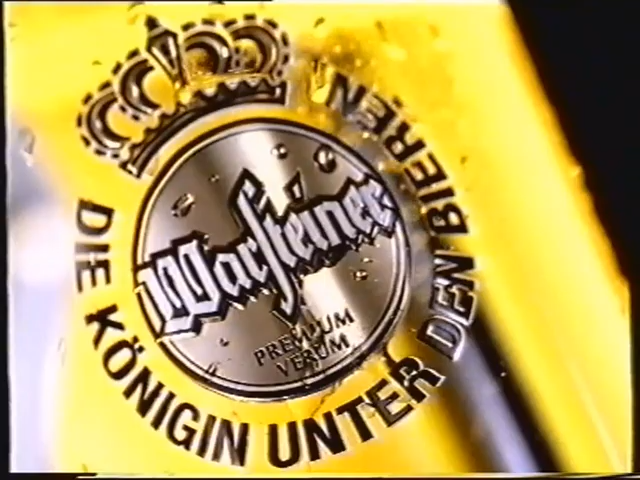 Warsteiner
PREMIUM
VERUM
DIE KÖNIGIN UNTER DEN BIEREN